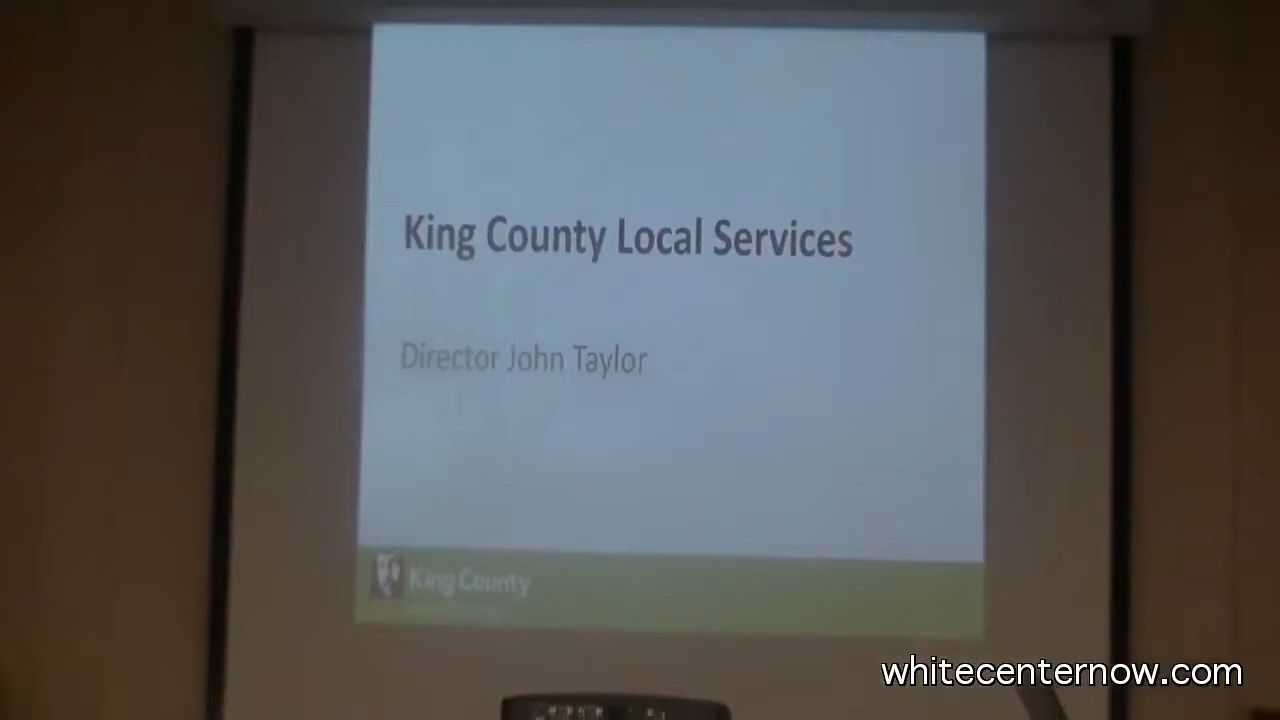 King County Local Services
Director John Taylor
King County
whitecenternow.com